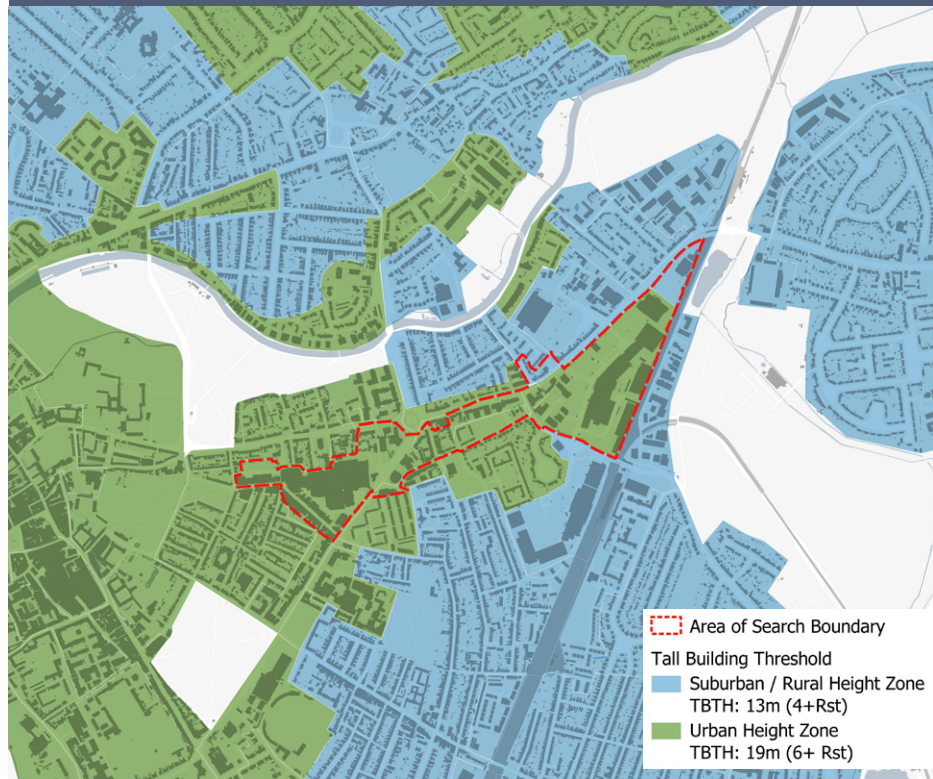 Area of Search Boundary
Tall Building Threshold
Suburban / Rural Height Zone
TBTH: 13m (4+Rst)
Urban Height Zone
TBTH: 19m (6+ Rst)